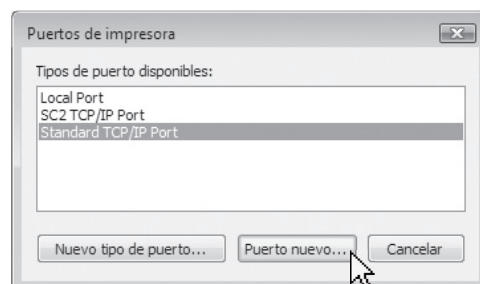 Puertos de impresora
Tipos de puerto disponibles:
Local Port
SC2 TCP/IP Port
Standard TCP/IP Port
Nuevo tipo de puerto... Puerto nuevo... Cancelar